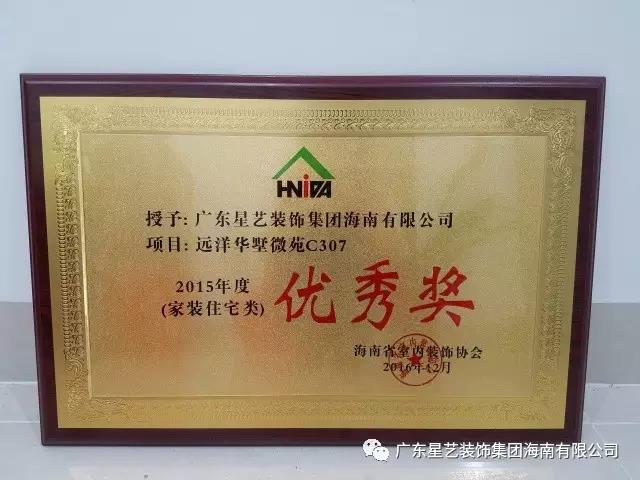 HNIDA
授予: 广东星艺装饰集团海南有限公司
项目: 远洋华墅微苑C307
2015年度
(家装住宅类)
优秀奖
海南省室内装饰协会
2016年12月
广东星艺装饰集团海南有限公司